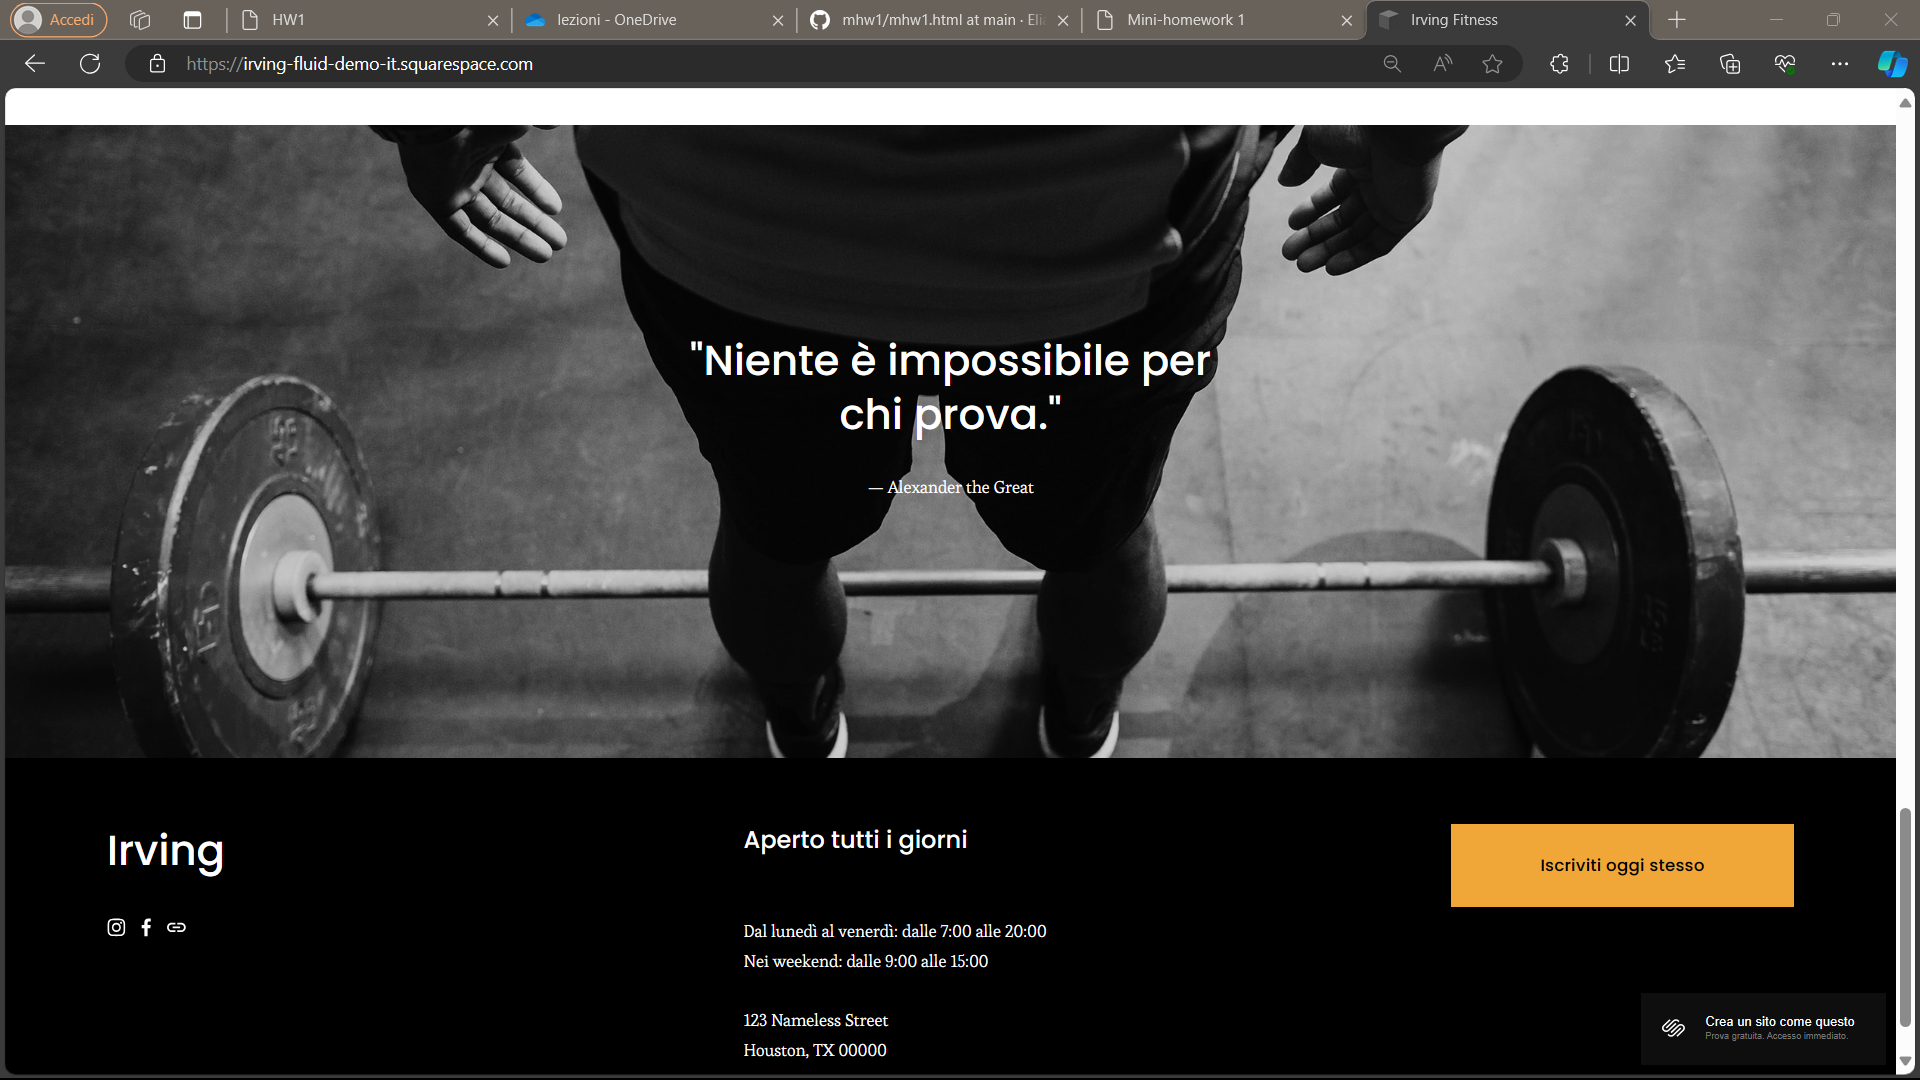 Accedi
HW1
lezioni - OneDrive
mhw1/mhw1.html at main · Eli
Mini-homework 1
Irving Fitness
https://irving-fluid-demo-it.squarespace.com
"Niente è impossibile per
chi prova."
— Alexander the Great
Irving
Aperto tutti i giorni
Iscriviti oggi stesso
Dal lunedì al venerdì: dalle 7:00 alle 20:00
Nei weekend: dalle 9:00 alle 15:00
123 Nameless Street
Houston, TX 00000
Crea un sito come questo
Prova gratuita. Accesso immediato.